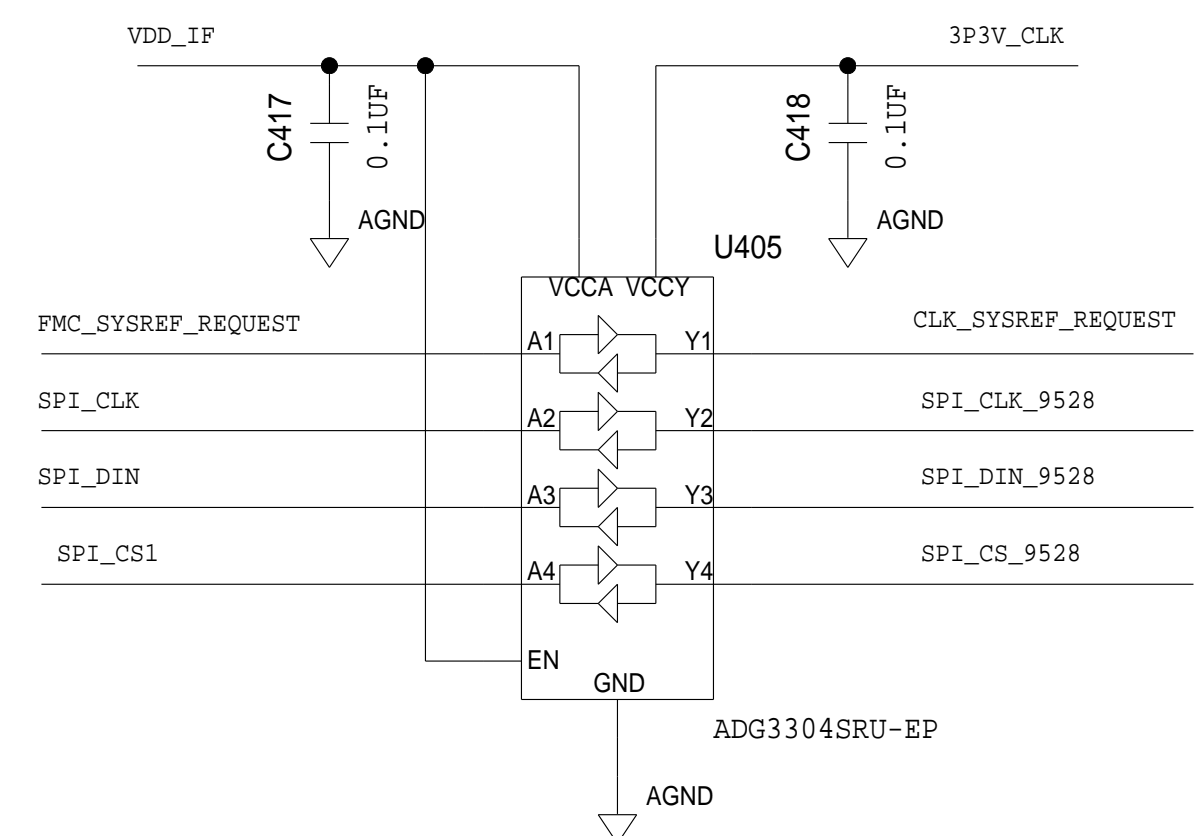 VDD_IF
3P3V_CLK
C417
0.1UF
C418
0.1UF
AGND
AGND
U405
VCCA VCCY
FMC_SYSREF_REQUEST
A1
Y1
CLK_SYSREF_REQUEST
SPI_CLK
A2
Y2
SPI_CLK_9528
SPI_DIN
A3
Y3
SPI_DIN_9528
SPI_CS1
A4
Y4
SPI_CS_9528
EN
GND
ADG3304SRU-EP
AGND